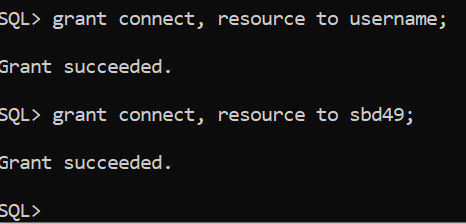 SQL> grant connect, resource to username;
Grant succeeded.
SQL> grant connect, resource to sbd49;
Grant succeeded.
SQL>